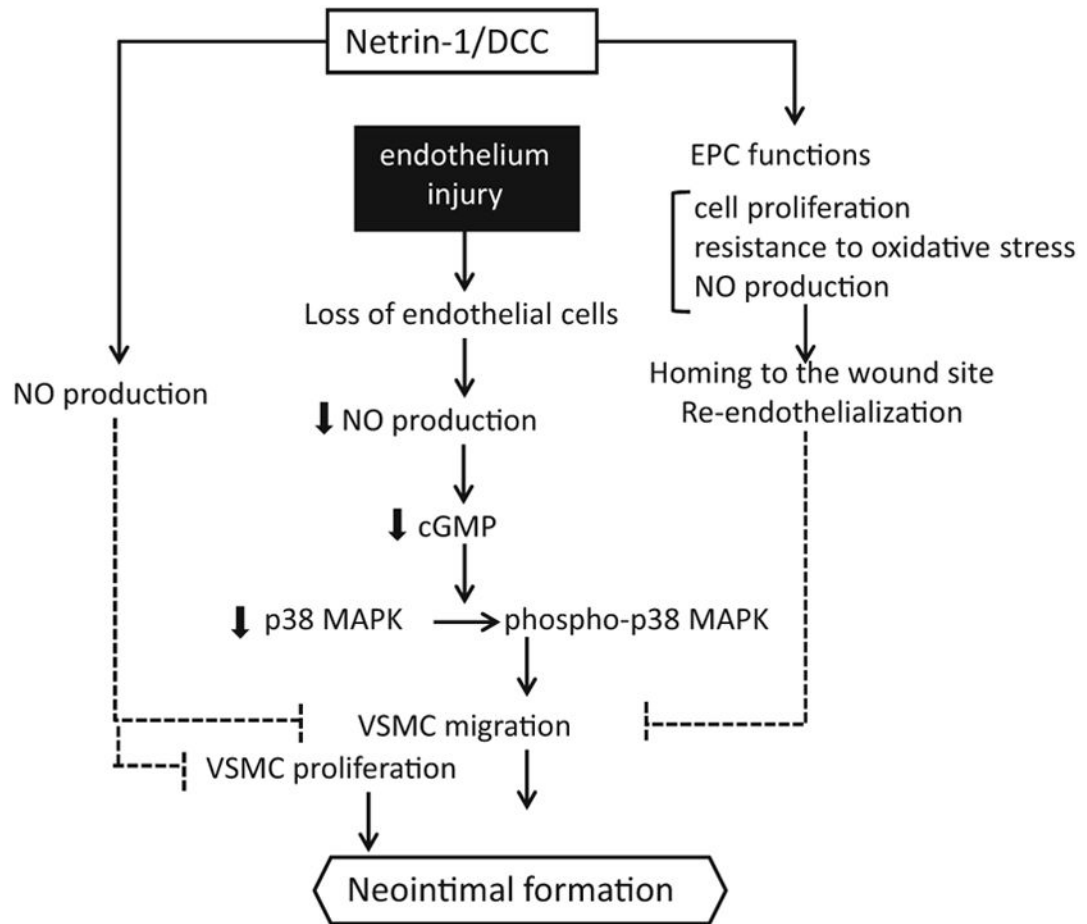 Netrin-1/DCC
endothelium
injury
EPC functions
cell proliferation
resistance to oxidative stress
NO production
Loss of endothelial cells
Homing to the wound site
Re-endothelialization
NO production
NO production
cGMP
p38 MAPK
phospho-p38 MAPK
VSMC migration
VSMC proliferation
Neointimal formation